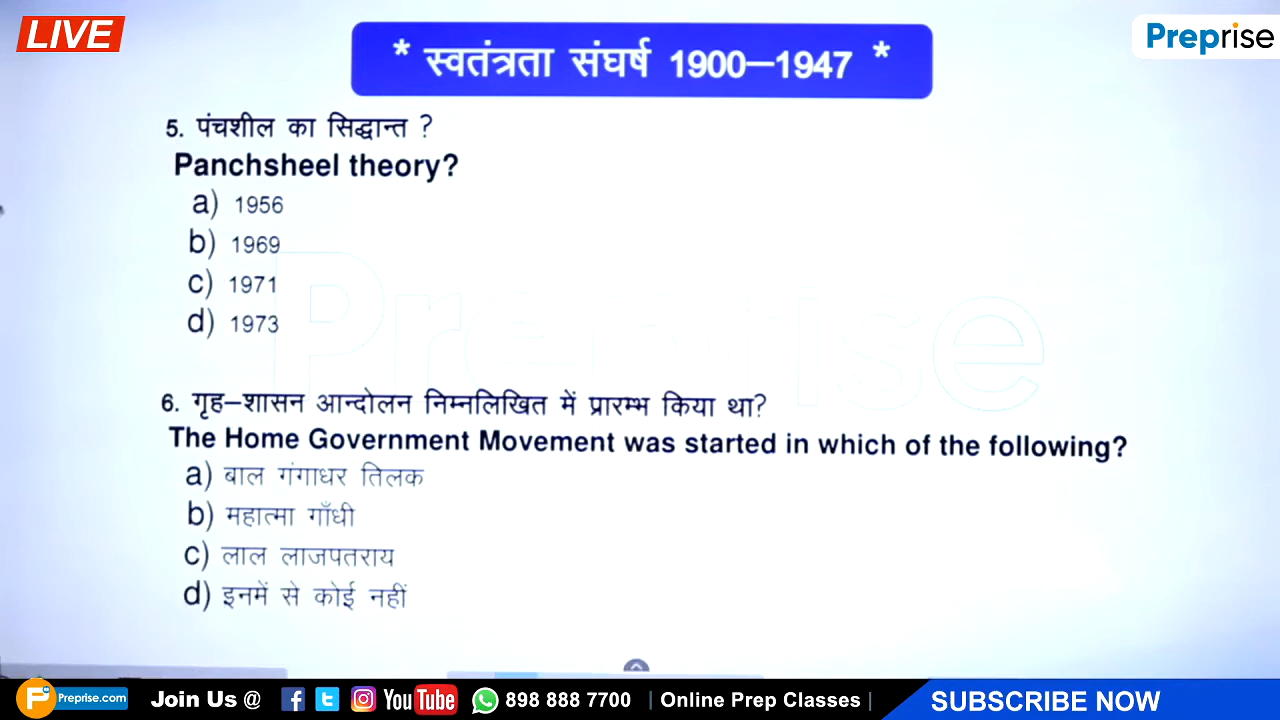 LIVE
Preprise
* स्वतंत्रता संघर्ष 1900–1947 *
5. पंचशील का सिद्धान्त ?
Panchsheel theory?
a) 1956
b) 1969
c) 1971
d) 1973
Preprise
6. गृह–शासन आन्दोलन निम्नलिखित में प्रारम्भ किया था?
The Home Government Movement was started in which of the following?
a) बाल गंगाधर तिलक
b) महात्मा गाँधी
c) लाल लाजपतराय
d) इनमें से कोई नहीं
Preprise.com Join Us @ YouTube 898 888 7700 | Online Prep Classes | SUBSCRIBE NOW